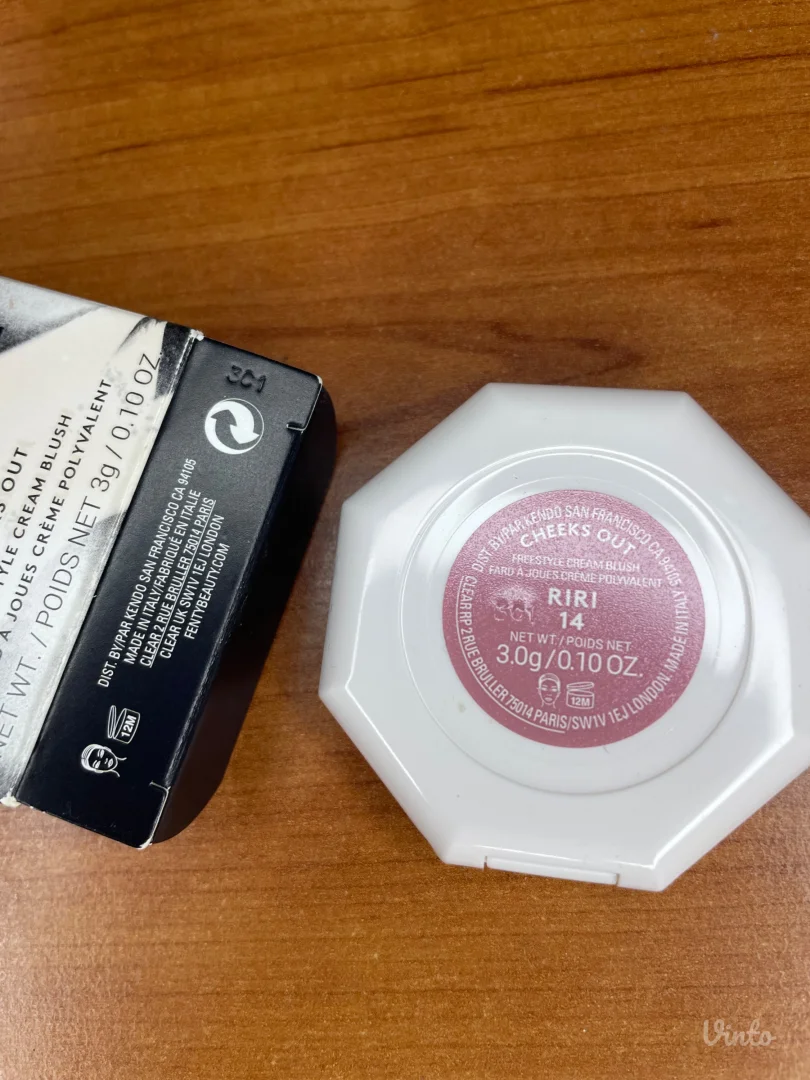 S OUT
STYLE CREAM BLUSH
À JOUES CRÈME POLYVALENT
NET WT. / POIDS NET 3g / 0.10 OZ
3C1
DIST. BY/PAR KENDO SAN FRANCISCO CA 94105
MADE IN ITALY/FABRIQUÉ EN ITALIE
CLEAR 2 RUE BRULLER 75014 PARIS
CLEAR UK SW1V 1EJ LONDON
FENTYBEAUTY.COM
12M
DIST. BY/PAR KENDO SAN FRANCISCO CA 94105
CHEEKS OUT
FREESTYLE CREAM BLUSH
FARD À JOUES CRÈME POLYVALENT
3C1
RIRI
14
NET WT/POIDS NET
3.0g/0.10 OZ.
12M
CLEAR RP 2 RUE BRULLER 75014 PARIS/SW1V 1EJ LONDON. MADE IN ITALY
Vinto